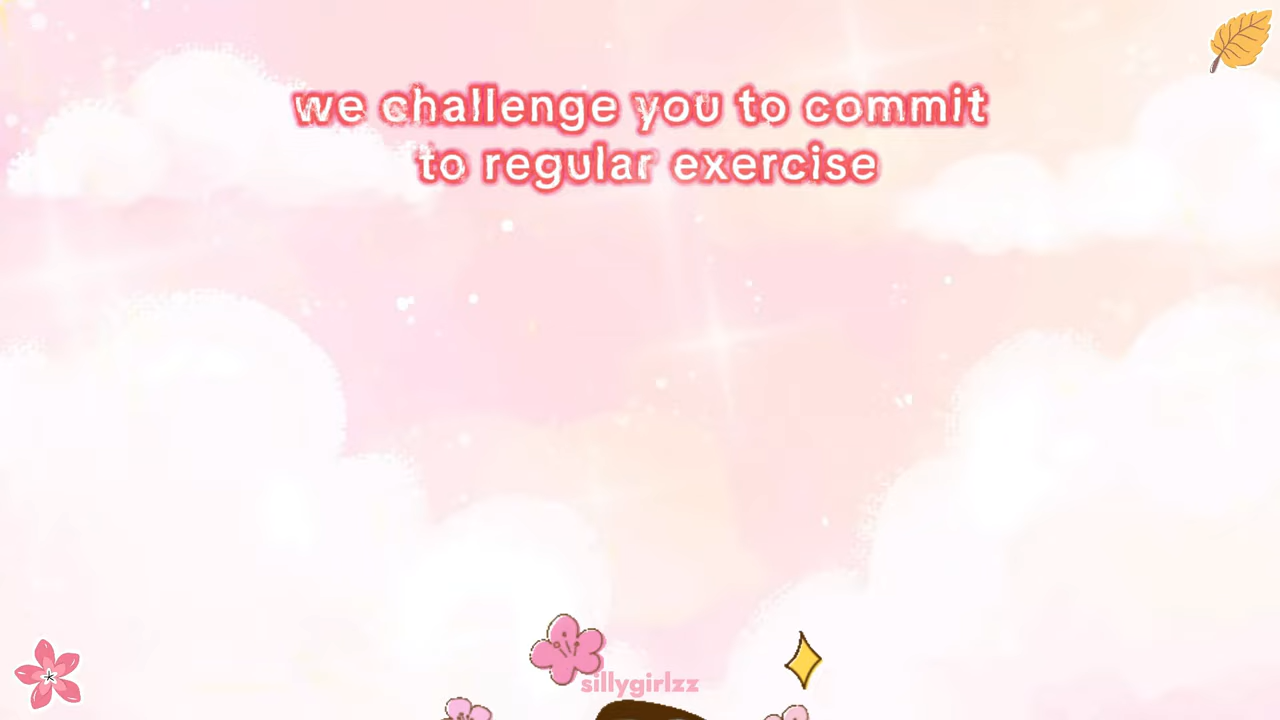 we challenge you to commit
to regular exercise
sillygirlzz